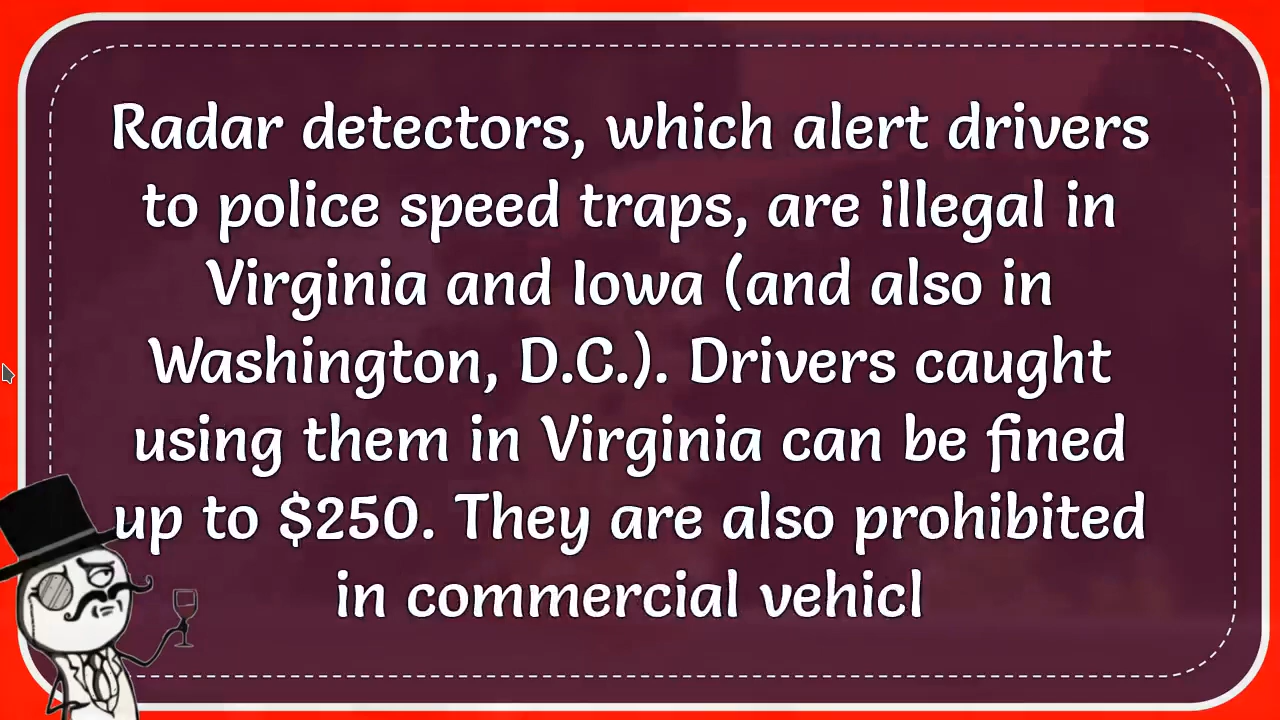 Radar detectors, which alert drivers
to police speed traps, are illegal in
Virginia and Iowa (and also in
Washington, D.C.). Drivers caught
using them in Virginia can be fined
up to $250. They are also prohibited
in commercial vehicl